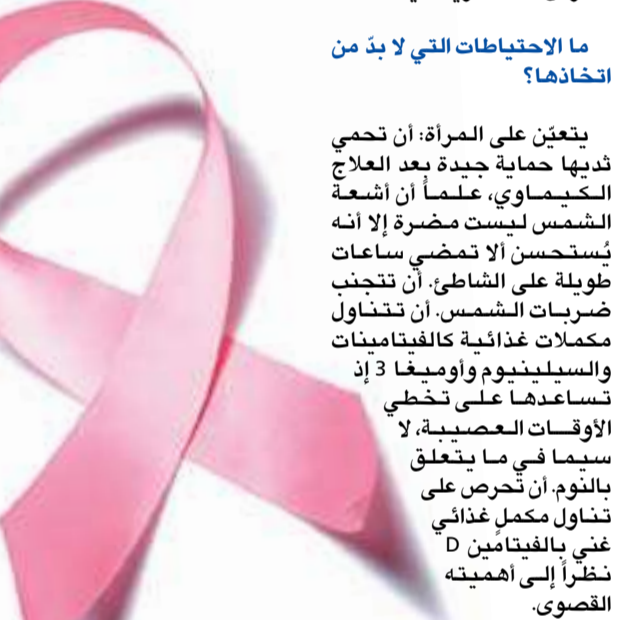 ما الاحتياطات التي لا بدّ من
اتخاذها؟
يتعيّن على المرأة: أن تحمي
ثديها حماية جيدة بعد العلاج
الكيماوي، علماً أن أشعة
الشمس ليست مضرة إلا أنه
يُستحسن ألا تمضي ساعات
طويلة على الشاطئ. أن تتجنب
ضربات الشمس. أن تتناول
مكملات غذائية كالفيتامينات
والسيلينيوم وأوميغا 3 إذ
تساعدها على تخطي
الأوقات العصيبة، لا
سيما في ما يتعلق
بالنوم. أن تحرص على
تناول مكمل غذائي
غني بالفيتامين D
نظراً إلى أهميته
القصوى.